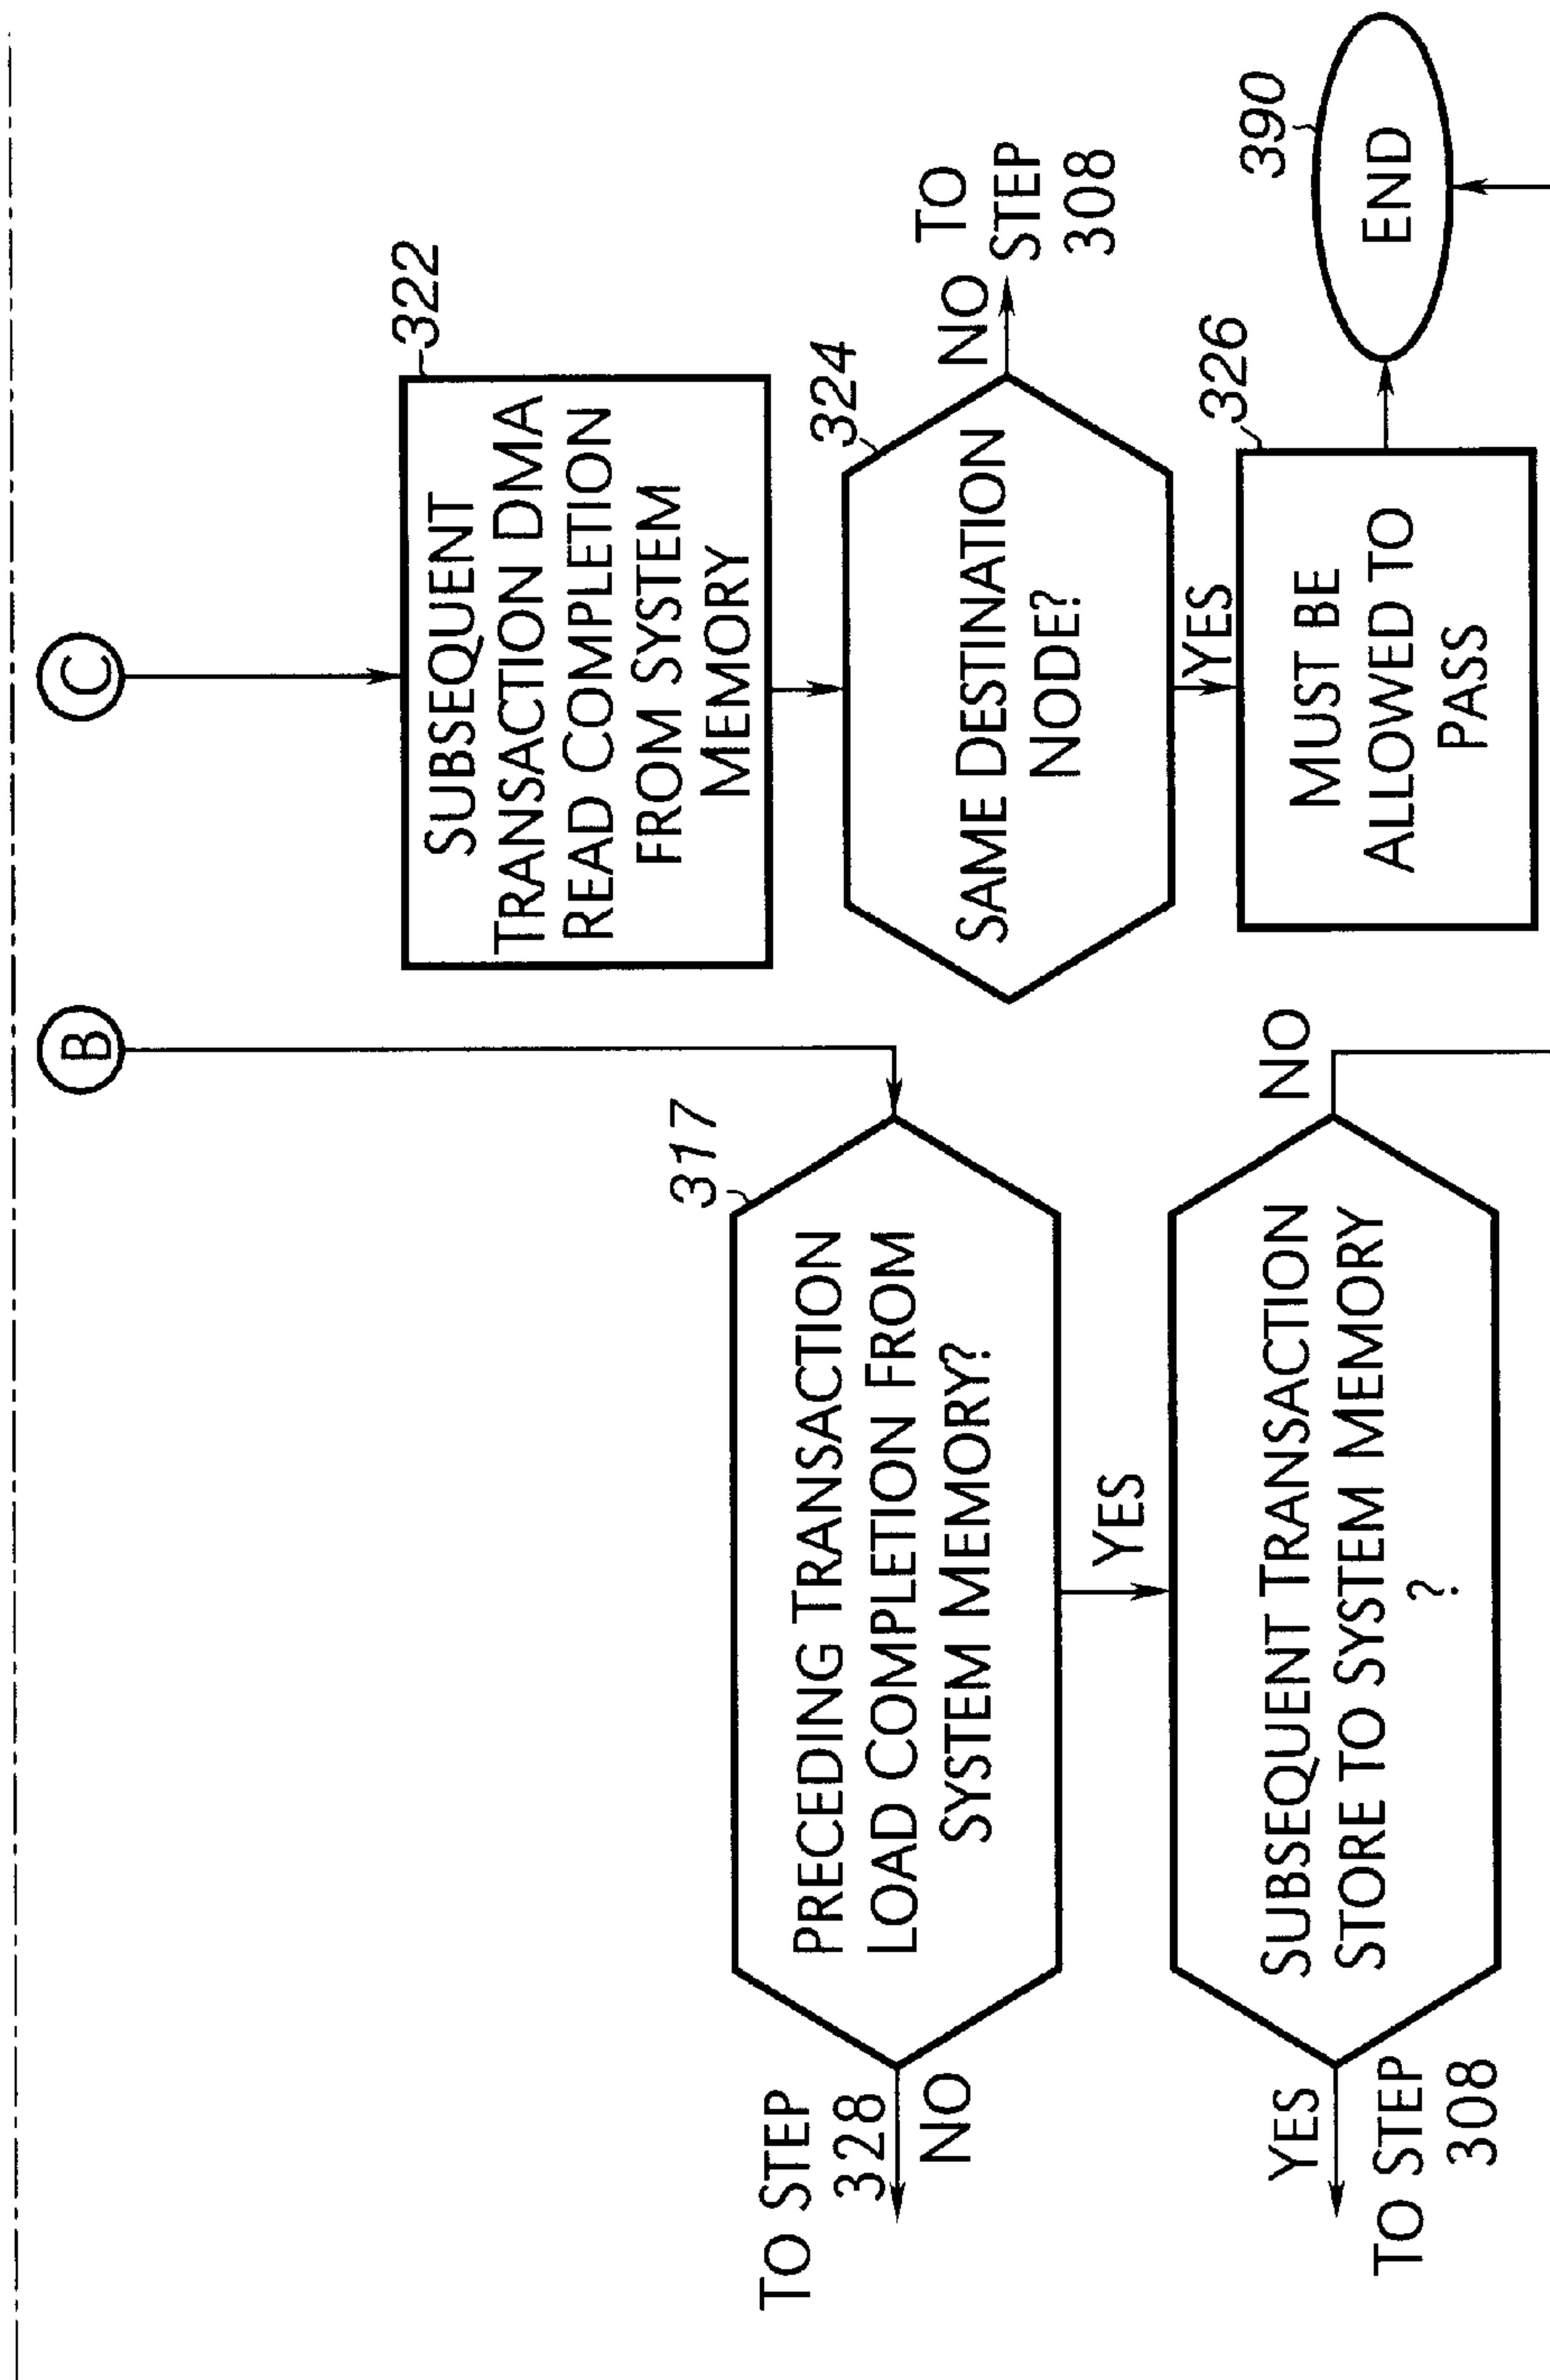 B
C
317
PRECEDING TRANSACTION
LOAD COMPLETION FROM
SYSTEM MEMORY?
TO STEP
328
NO
YES
SUBSEQUENT TRANSACTION
STORE TO SYSTEM MEMORY
?
YES
TO STEP
308
NO
322
SUBSEQUENT
TRANSACTION DMA
READ COMPLETION
FROM SYSTEM
MEMORY
324
SAME DESTINATION
NODE?
NO TO
STEP
308
YES
326
MUST BE
ALLOWED TO
PASS
390
END